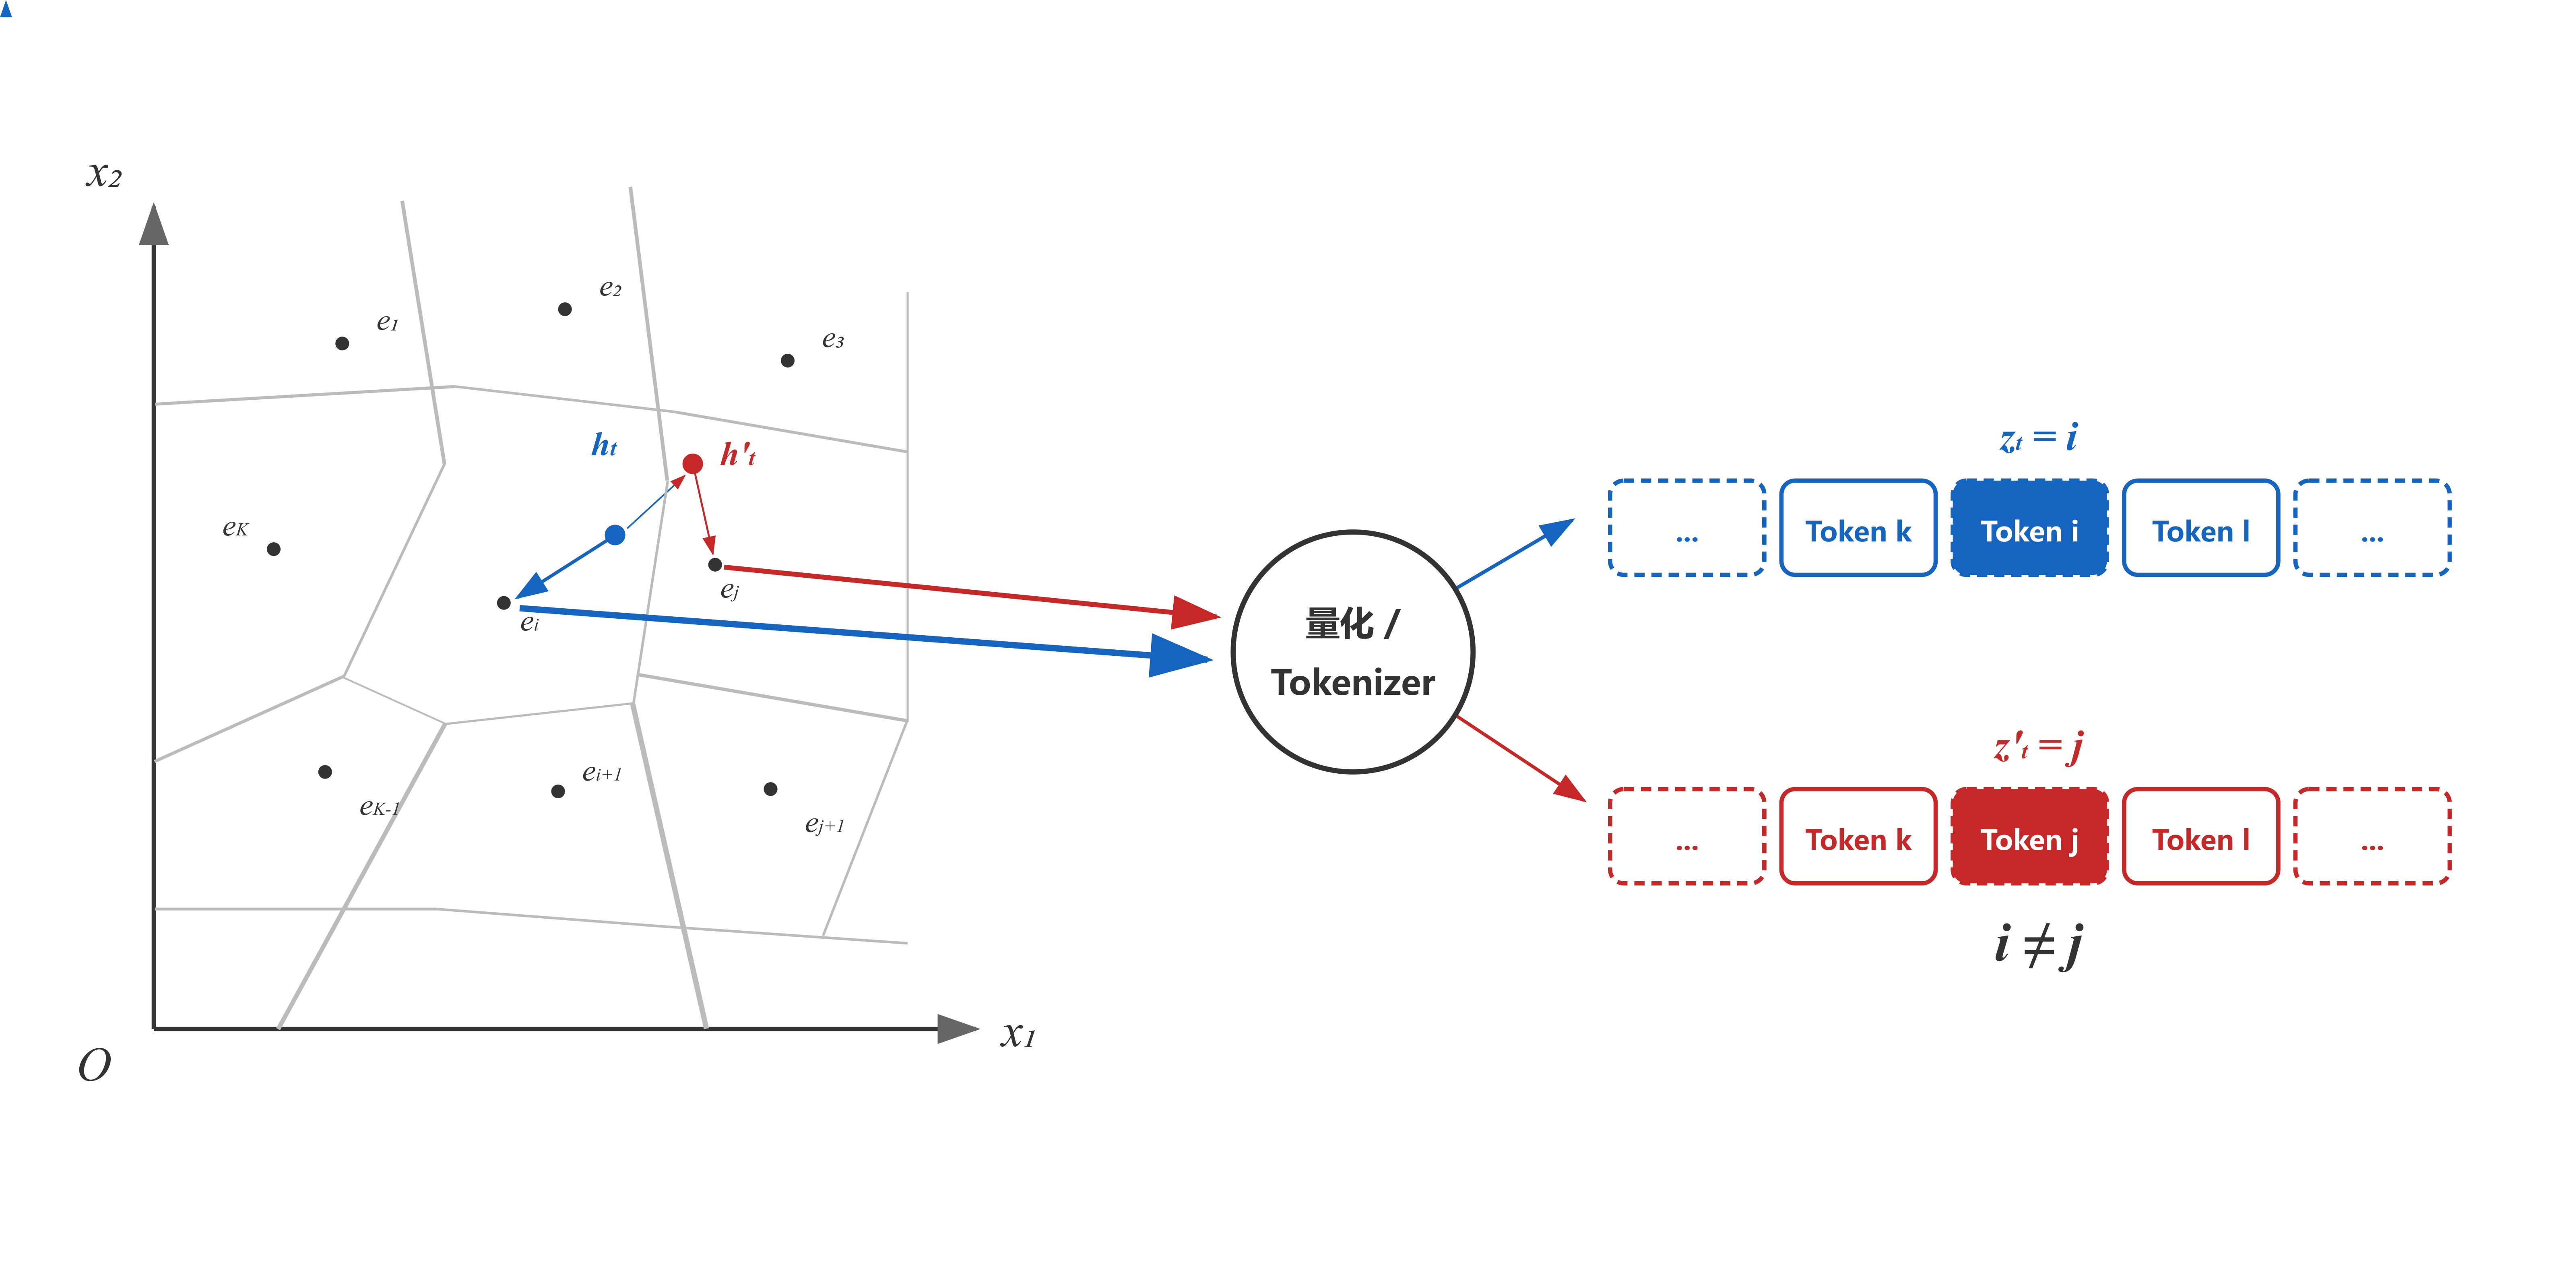 x₂
e₁
e₂
e₃
hₜ
h'ₜ
eK
eᵢ
eⱼ
eK-1
eᵢ₊₁
eⱼ₊₁
O
x₁
量化 /
Tokenizer
zₜ = i
... Token k Token i Token l ...
z'ₜ = j
... Token k Token j Token l ...
i ≠ j